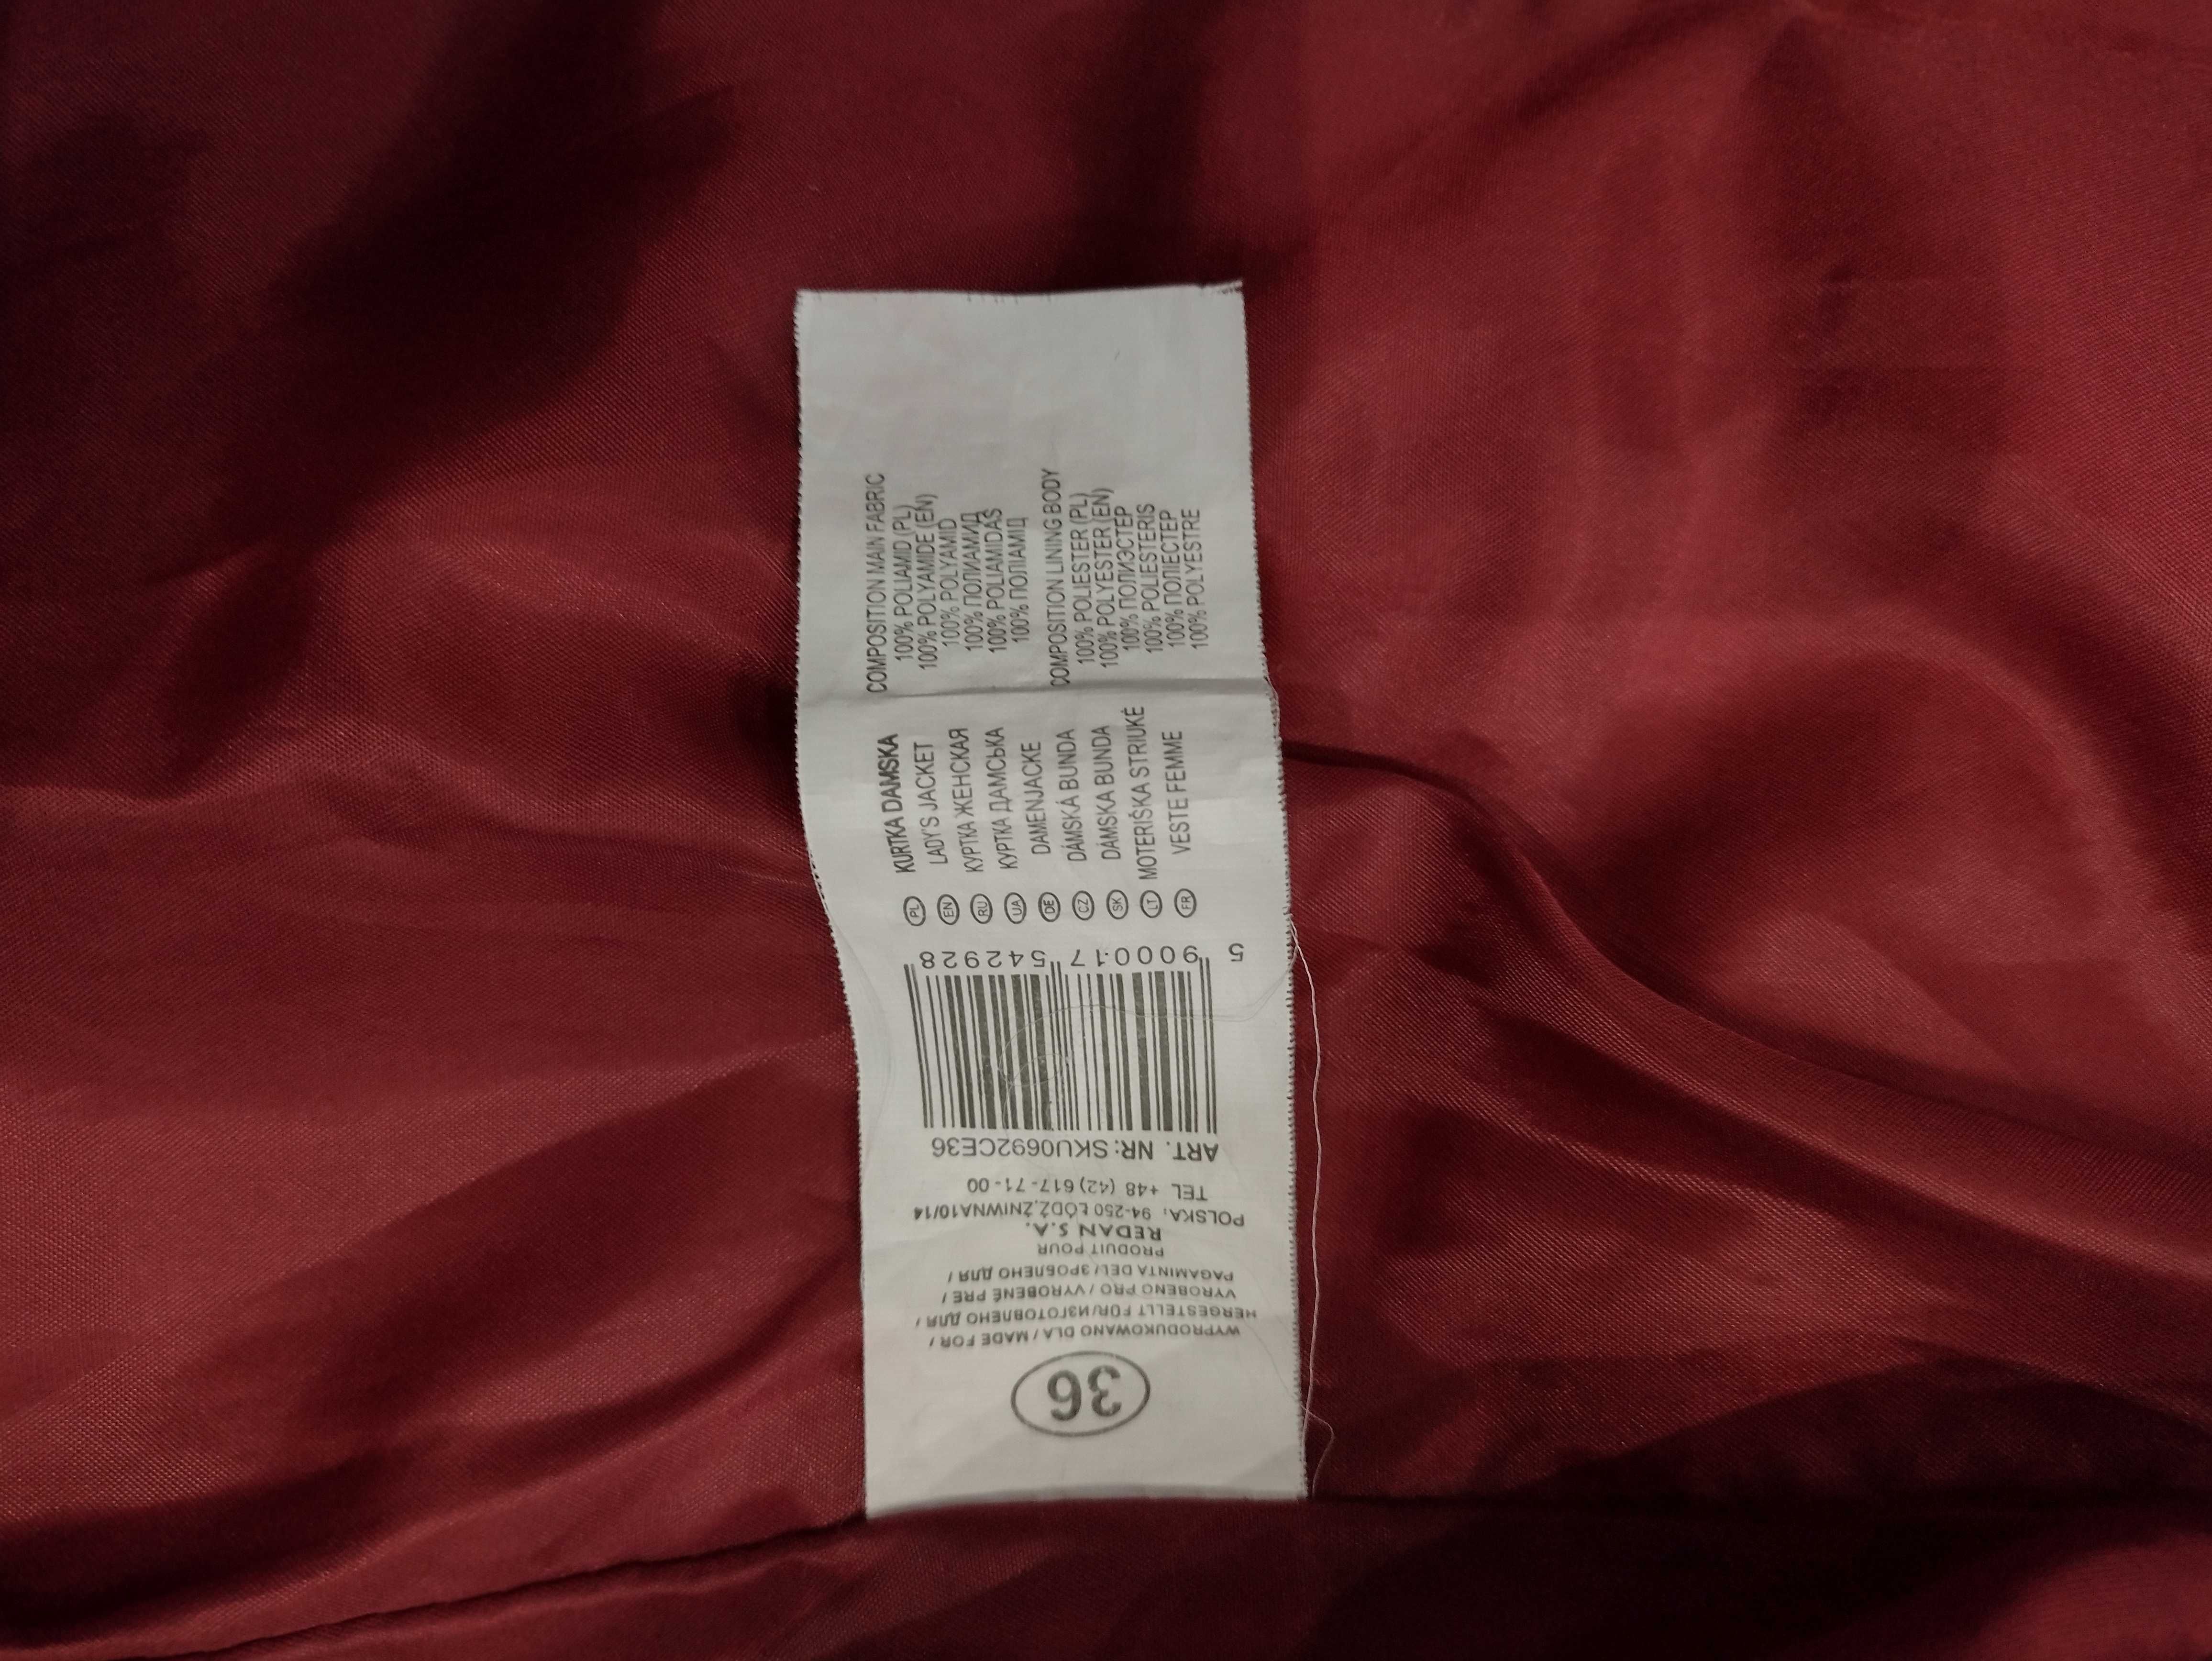 36
WYPRODUKOWANO DLA / MADE FOR /
HERGESTELLT FÜR/ИЗГОТОВЛЕНО ДЛЯ /
VYROBENO PRO / VYROBENÉ PRE /
PAGAMINTA DEL/ ЗРОБЛЕНО ДЛЯ /
PRODUIT POUR
REDAN S.A.
POLSKA, 94-250 ŁÓDŹ,ŻNIWNA10/14
TEL +48 (42) 617-71-00
ART. NR:SKU0692CE36
5 900017 542928
PL KURTKA DAMSKA
EN LADY'S JACKET
RU КУРТКА ЖЕНСКАЯ
UA КУРТКА ДАМСЬКА
DE DAMENJACKE
CZ DÁMSKÁ BUNDA
SK DÁMSKA BUNDA
LT MOTERIŠKA STRIUKĖ
FR VESTE FEMME
COMPOSITION MAIN FABRIC
100% POLIAMID (PL)
100% POLYAMIDE (EN)
100% POLYAMID
100% ПОЛИАМИД
100% POLIAMIDAS
100% ПОЛІАМІД
COMPOSITION LINING BODY
100% POLIESTER (PL)
100% POLYESTER (EN)
100% ПОЛИЭСТЕР
100% POLIESTERIS
100% ПОЛІЕСТЕР
100% POLYESTRE